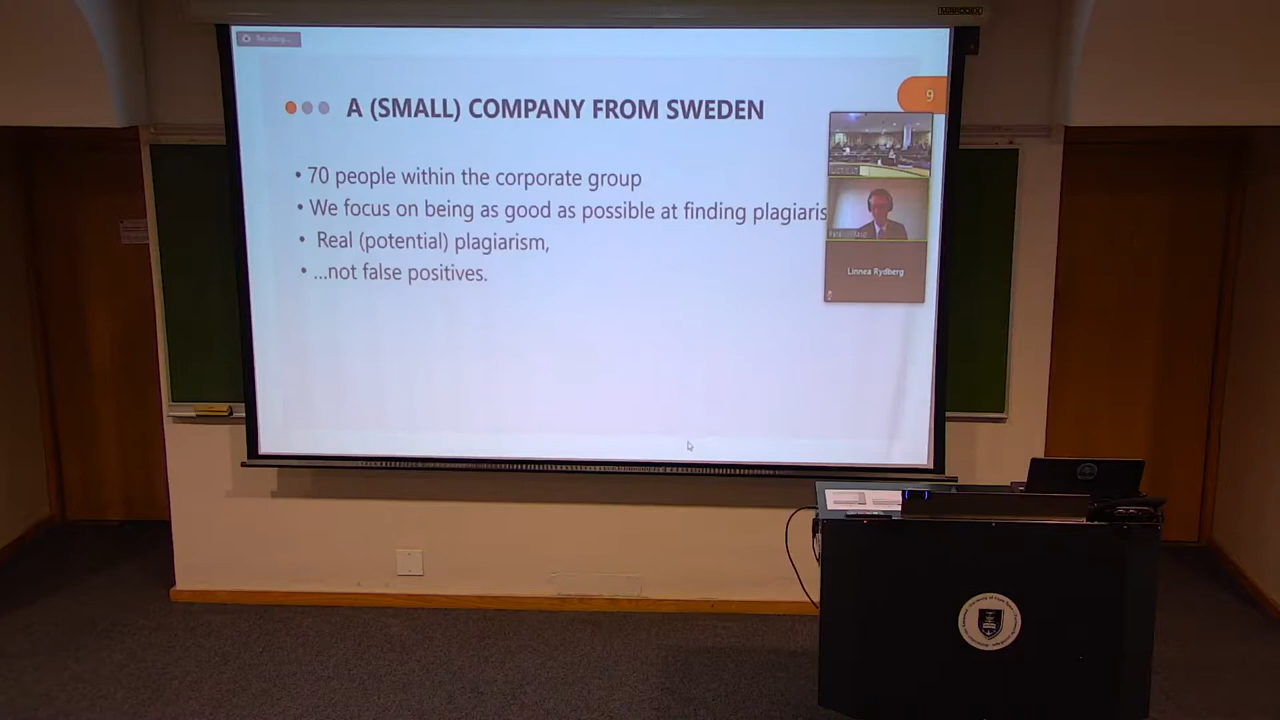 Recording...
A (SMALL) COMPANY FROM SWEDEN
9
• 70 people within the corporate group
• We focus on being as good as possible at finding plagiaris
• Real (potential) plagiarism,
• ...not false positives.
Linnea Rydberg